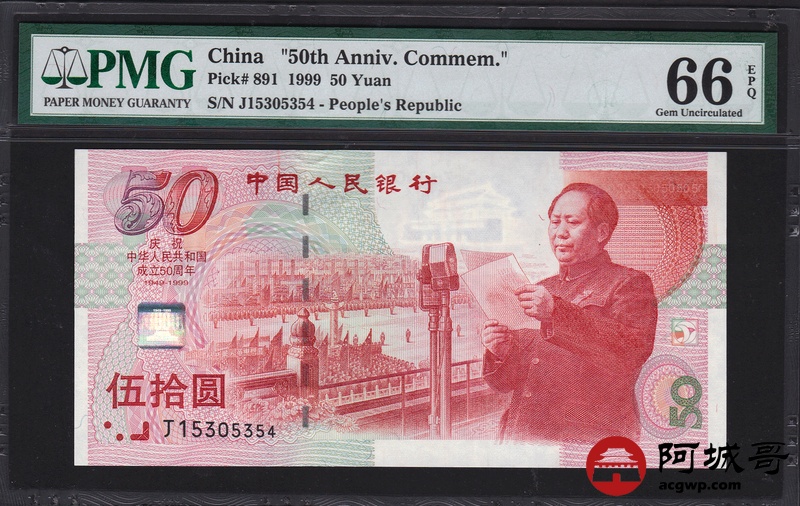 PMG
PAPER MONEY GUARANTY
China "50th Anniv. Commem."
Pick# 891 1999 50 Yuan
S/N J15305354 - People's Republic
66 EPQ
Gem Uncirculated
50
中国人民银行
庆祝
中华人民共和国
成立50周年
1949-1999
伍拾圆
J15305354
50
阿城哥
acgwp.com